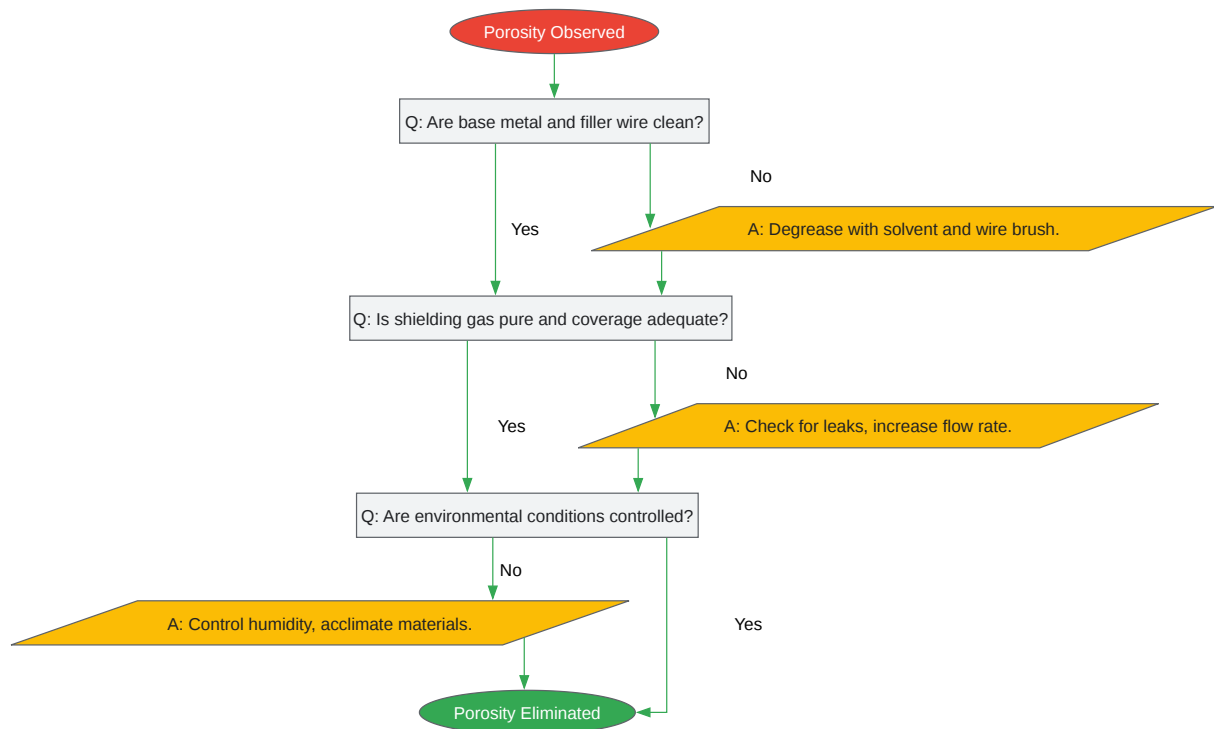 Porosity Observed
Q: Are base metal and filler wire clean?
No
Yes
A: Degrease with solvent and wire brush.
Q: Is shielding gas pure and coverage adequate?
No
Yes
A: Check for leaks, increase flow rate.
Q: Are environmental conditions controlled?
No
A: Control humidity, acclimate materials.
Yes
Porosity Eliminated